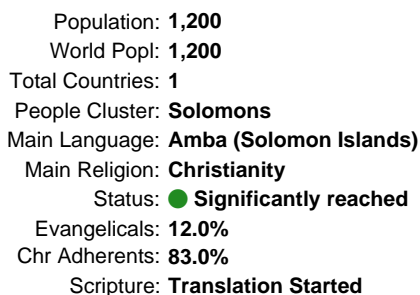 Population: 1,200
World Popl: 1,200
Total Countries: 1
People Cluster: Solomons
Main Language: Amba (Solomon Islands)
Main Religion: Christianity
Status: Significantly reached
Evangelicals: 12.0%
Chr Adherents: 83.0%
Scripture: Translation Started